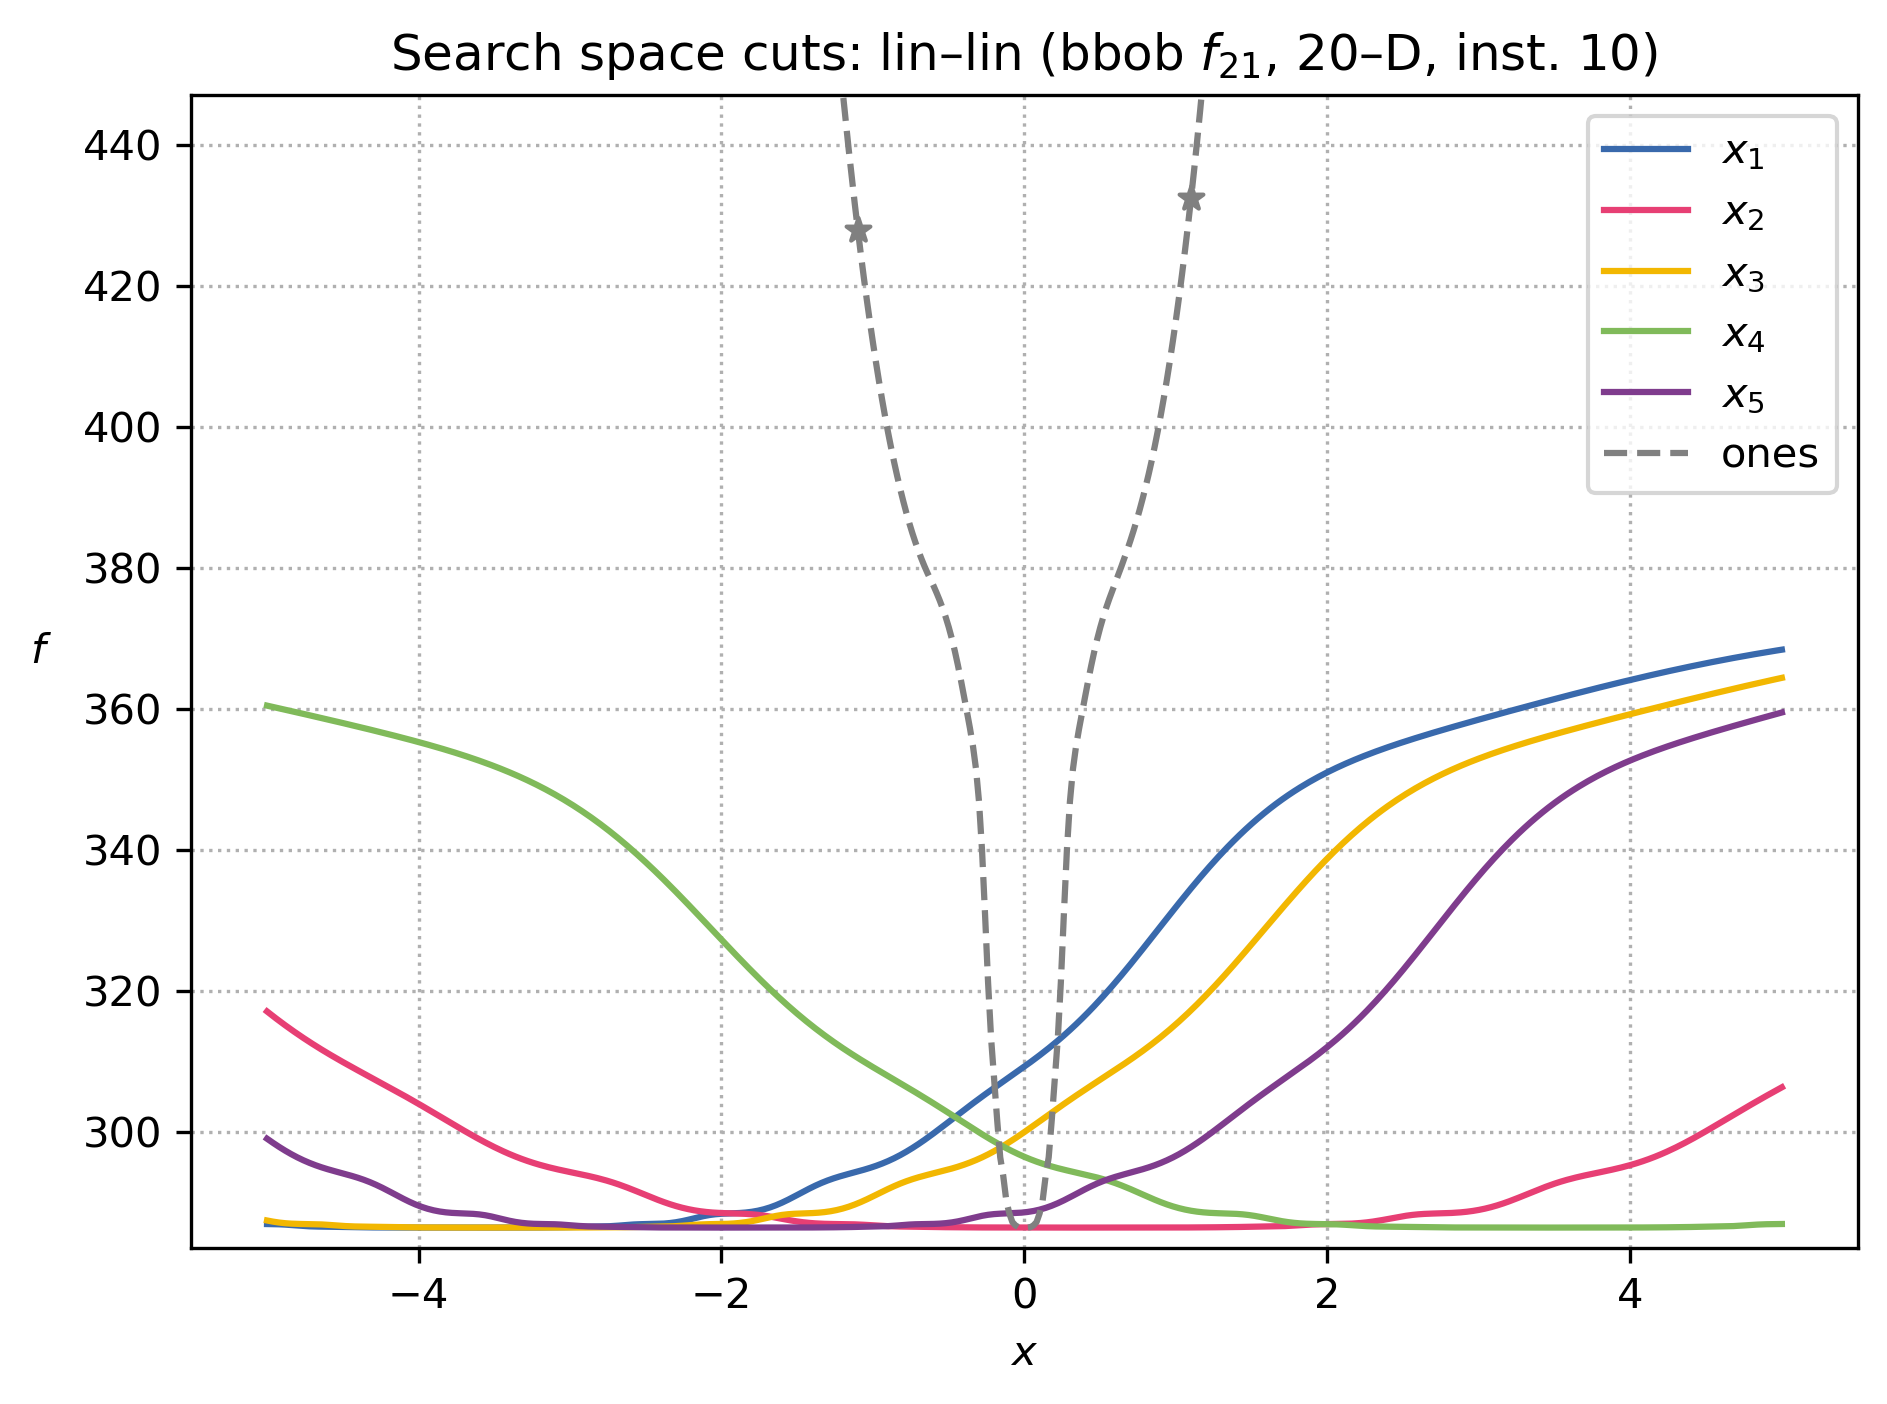 Search space cuts: lin–lin (bbob f₂₁, 20–D, inst. 10)
440
420
400
380
360
340
320
300
f
x₁
x₂
x₃
x₄
x₅
ones
−4
−2
0
2
4
x